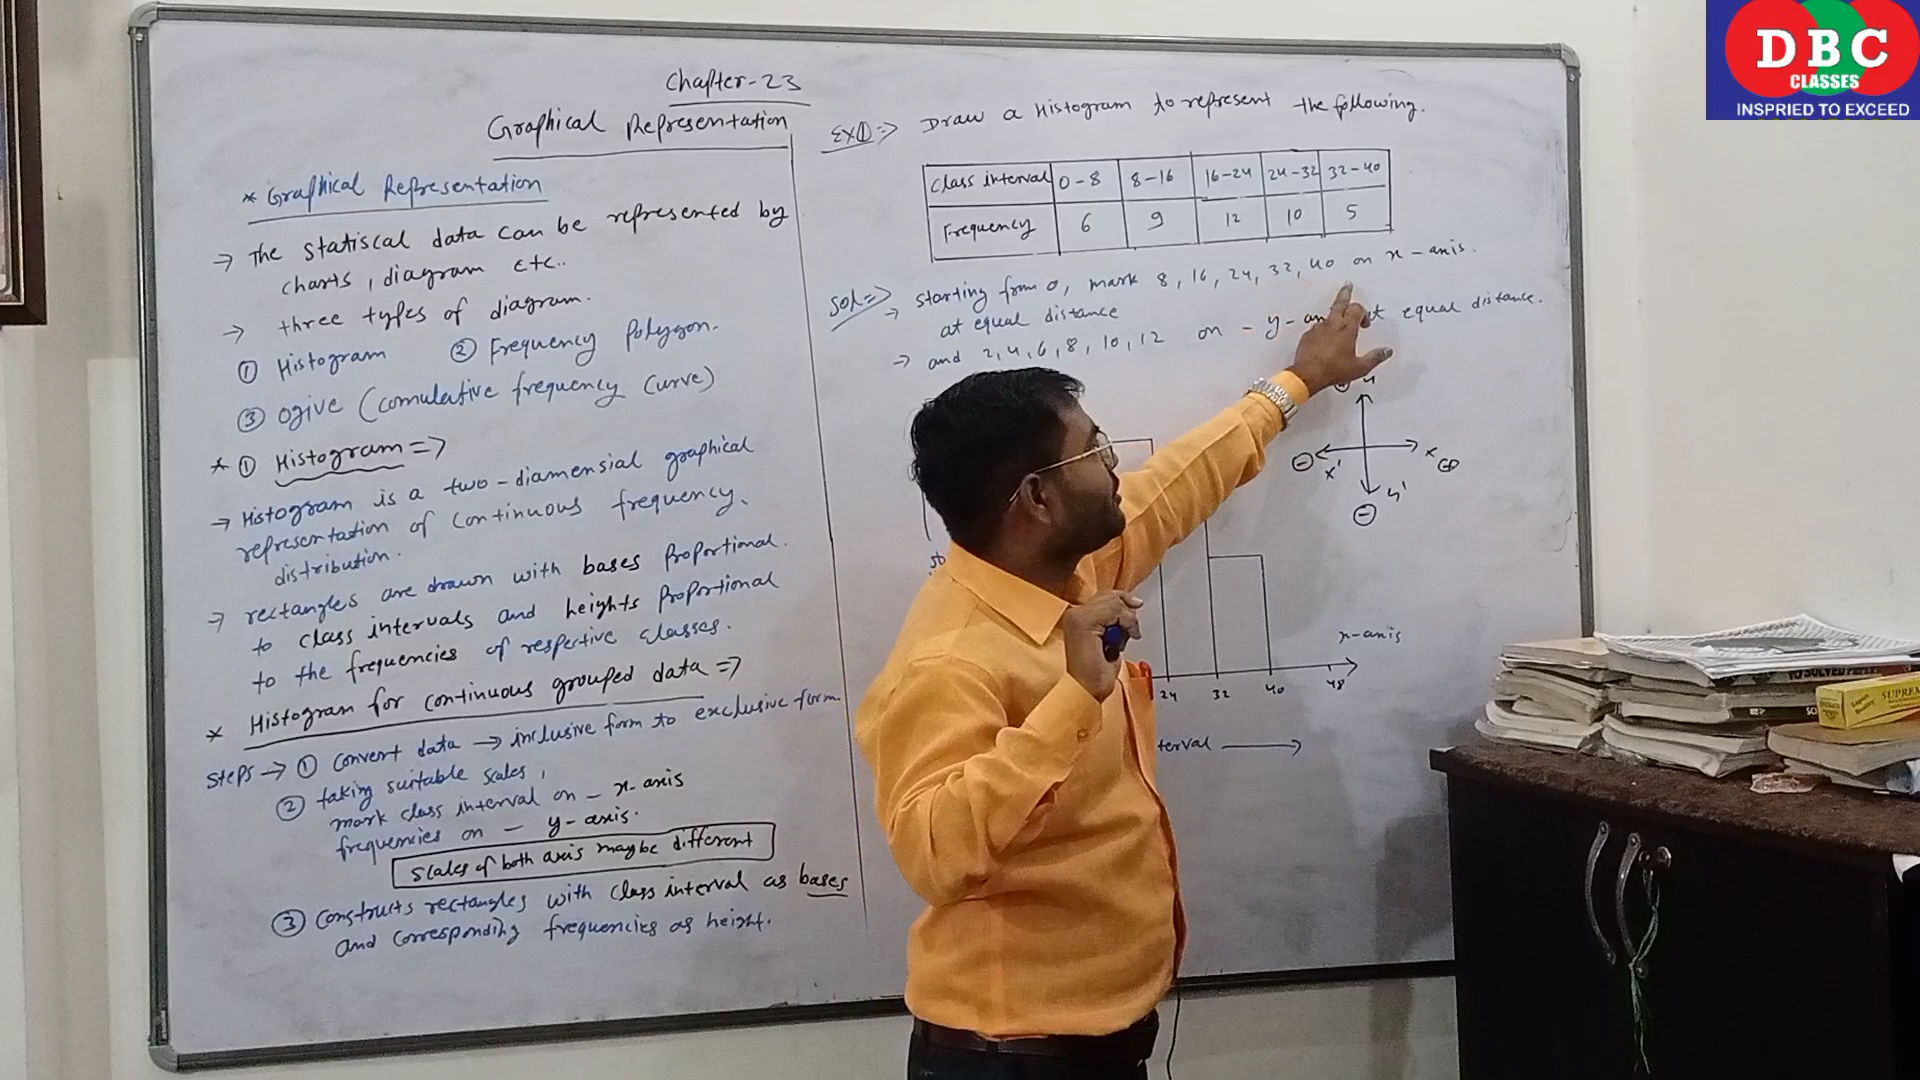 Chapter-23
Graphical Representation
* Graphical Representation
→ The statiscal data can be represented by
charts, diagram etc..
→ three types of diagram.
① Histogram ② Frequency Polygon.
③ Ogive (comulative frequency curve)
* ① Histogram =>
→ Histogram is a two-diamensial graphical
representation of continuous frequency.
distribution.
→ rectangles are drawn with bases proportional.
to class intervals and heights proportional
to the frequencies of respective classes.
* Histogram for continuous grouped data =>
Steps → ① Convert data → inclusive form to exclusive form.
② taking suitable scales,
mark class interval on - x-axis
frequencies on - y-axis.
Scales of both axis maybe different
③ Constructs rectangles with class interval as bases
and corresponding frequencies as height.
Ex① => Draw a Histogram to represent the following.
Class interval 0-8 8-16 16-24 24-32 32-40
Frequency 6 9 12 10 5
Sol => → starting from 0, mark 8, 16, 24, 32, 40 on x-axis.
at equal distance
→ and 2, 4, 6, 8, 10, 12 on - y- at equal distance.
x' x
y'
x-axis
24 32 40 48
terval →
DBC
CLASSES
INSPRIED TO EXCEED